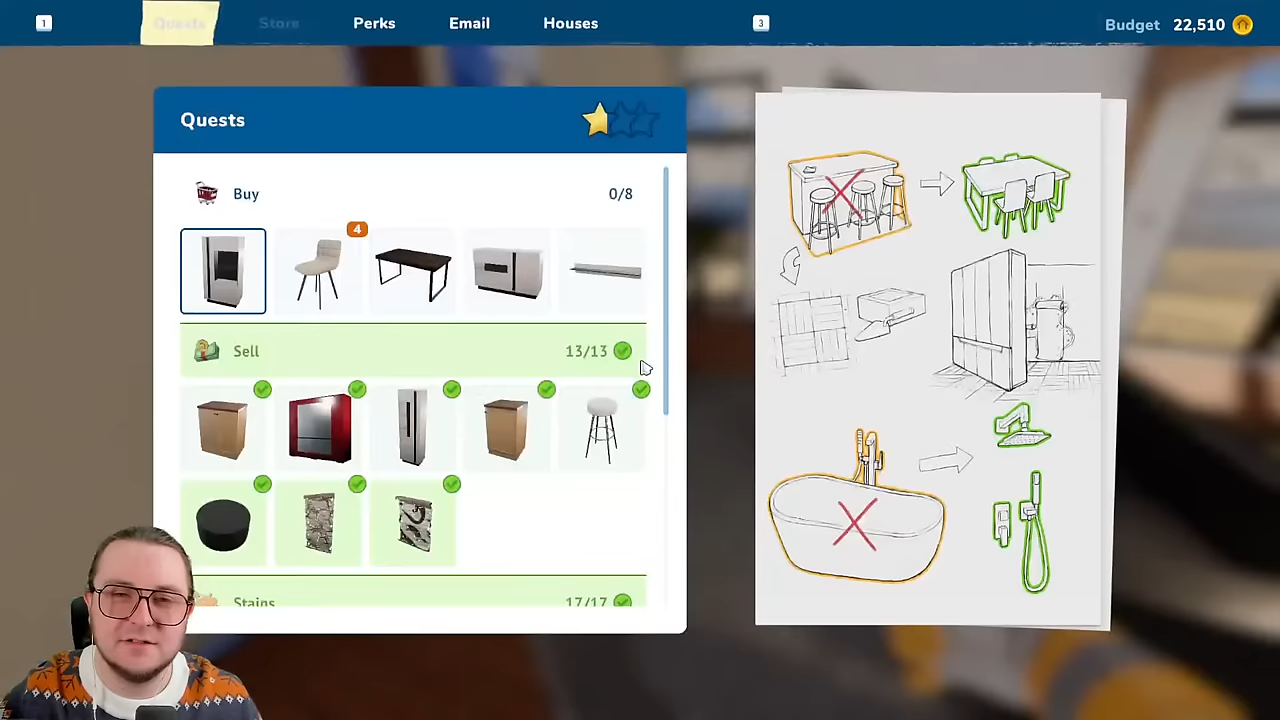 1 Quests Store Perks Email Houses 3 Budget 22,510
Quests
Buy 0/8
4
Sell 13/13
Stains 17/17